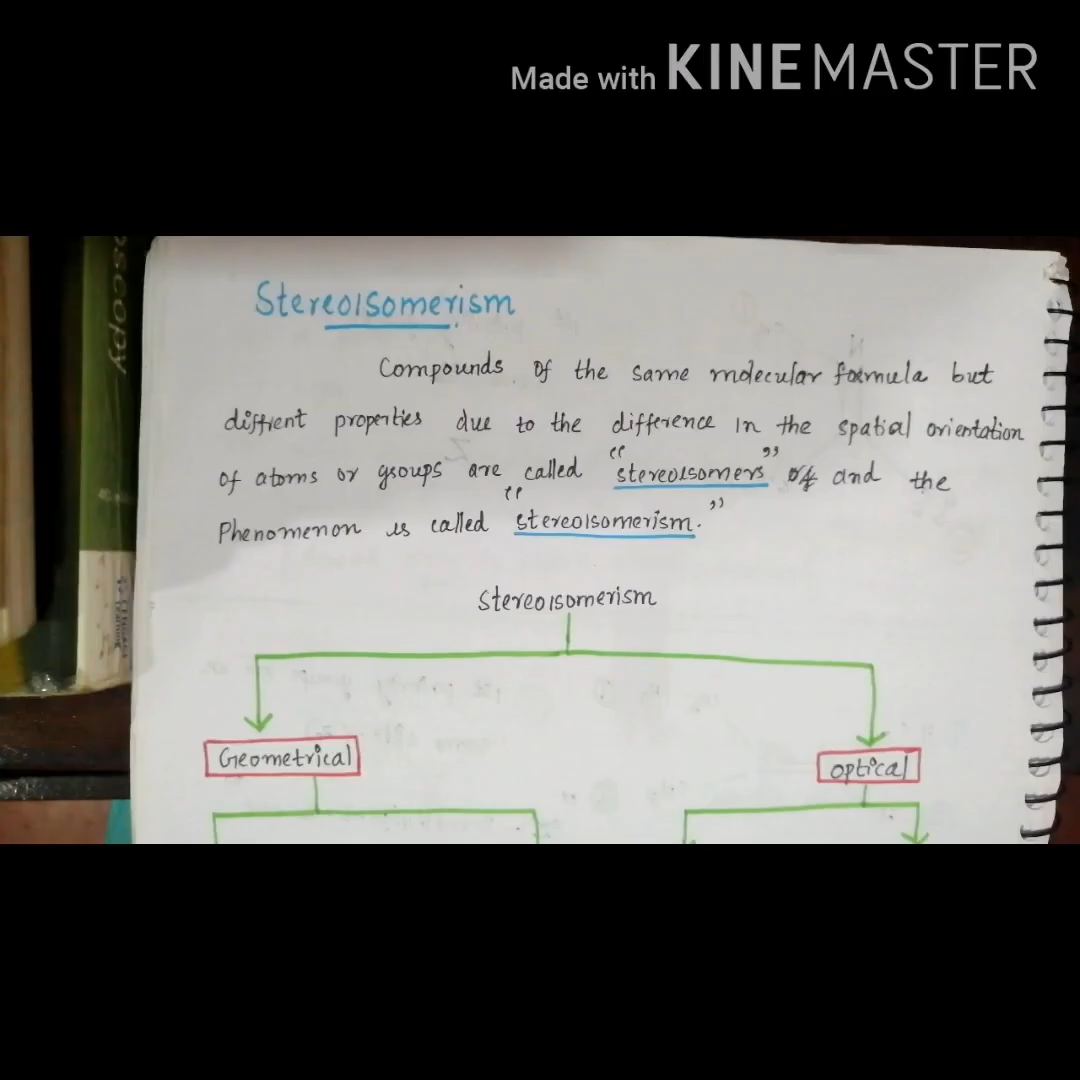 Made with KINEMASTER
oscopy
Stereoisomerism
Compounds of the same molecular formula but
diffrent properties due to the difference in the spatial orientation
of atoms or groups are called "stereoisomers" of and the
Phenomenon is called "stereoisomerism."
Stereoisomerism
Geometrical
optical